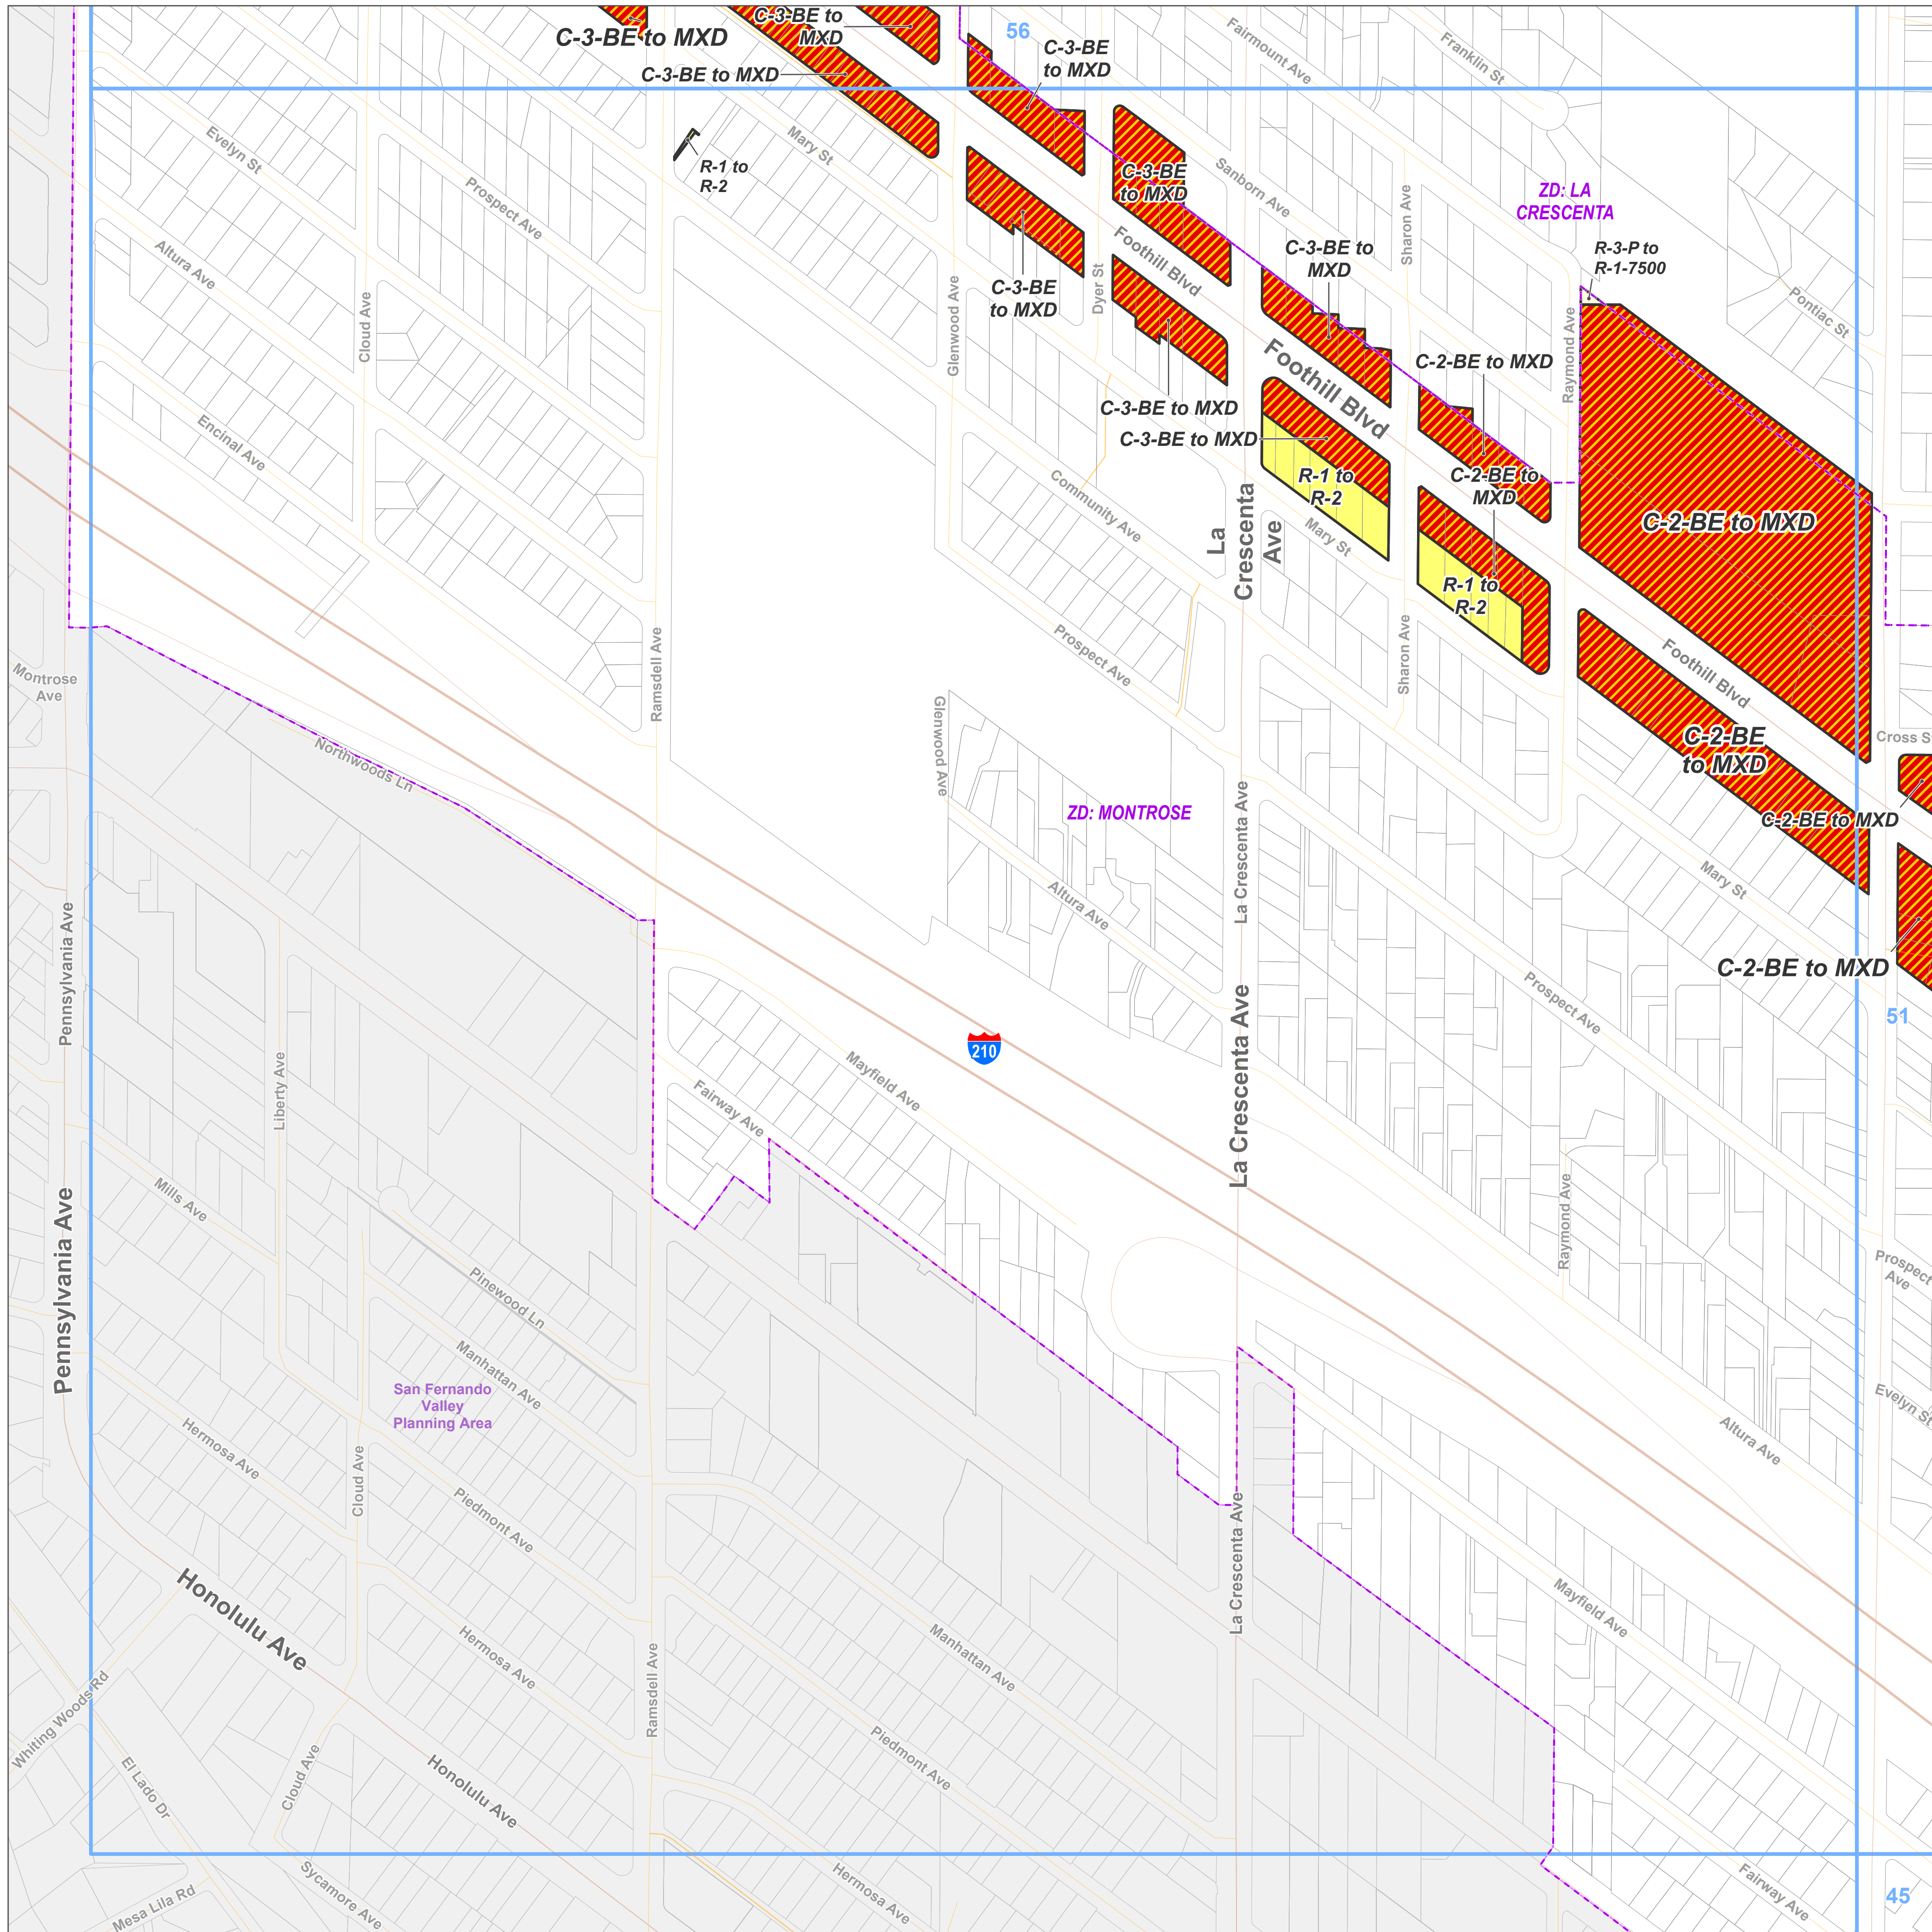 C-3-BE to
MXD
C-3-BE to MXD
C-3-BE to MXD
56
C-3-BE
to MXD
Fairmount Ave
Franklin St
Evelyn St
Mary St
R-1 to
R-2
Prospect Ave
C-3-BE
to MXD
Sanborn Ave
Sharon Ave
ZD: LA
CRESCENTA
R-3-P to
R-1-7500
Altura Ave
Foothill Blvd
C-3-BE to
MXD
Pontiac St
Cloud Ave
Glenwood Ave
Dyer St
C-3-BE
to MXD
Raymond Ave
Foothill Blvd
C-2-BE to MXD
C-3-BE to MXD
C-3-BE to MXD
Encinal Ave
R-1 to
R-2
C-2-BE to
MXD
C-2-BE to MXD
Community Ave
La
Crescenta
Ave
Mary St
R-1 to
R-2
Montrose
Ave
Ramsdell Ave
Prospect Ave
Sharon Ave
Foothill Blvd
Glenwood Ave
C-2-BE
to MXD
Cross S
Northwoods Ln
ZD: MONTROSE
La Crescenta Ave
C-2-BE to MXD
Altura Ave
Mary St
Pennsylvania Ave
C-2-BE to MXD
Prospect Ave
51
210
La Crescenta Ave
Liberty Ave
Mayfield Ave
Fairway Ave
Mills Ave
Raymond Ave
Pennsylvania Ave
Prospect
Ave
Pinewood Ln
Manhattan Ave
San Fernando
Valley
Planning Area
Evelyn St
Altura Ave
Hermosa Ave
Cloud Ave
Piedmont Ave
La Crescenta Ave
Honolulu Ave
Mayfield Ave
Hermosa Ave
Manhattan Ave
Ramsdell Ave
Whiting Woods Rd
El Lado Dr
Cloud Ave
Honolulu Ave
Piedmont Ave
Sycamore Ave
Mesa Lila Rd
Hermosa Ave
Fairway Ave
45